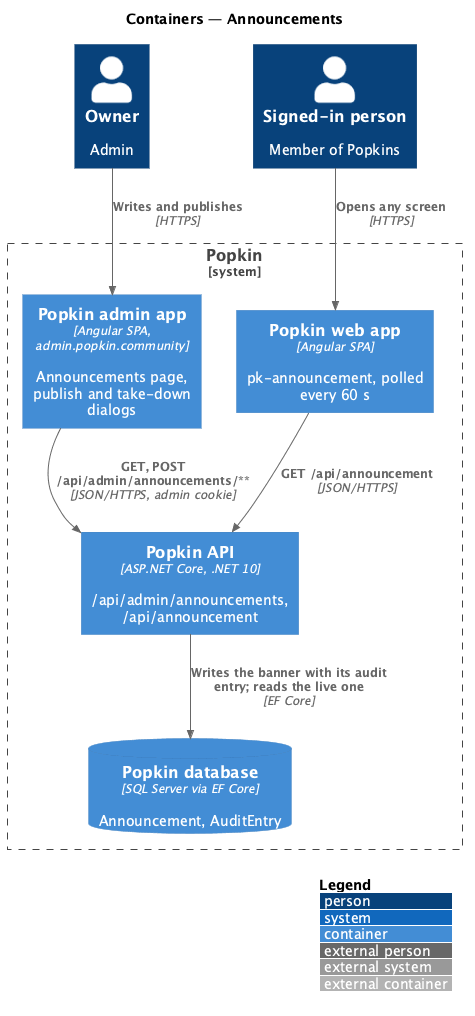 Containers — Announcements
Owner
Admin
Signed-in person
Member of Popkins
Writes and publishes
[HTTPS]
Opens any screen
[HTTPS]
Popkin
[system]
Popkin admin app
[Angular SPA,
admin.popkin.community]
Announcements page,
publish and take-down
dialogs
Popkin web app
[Angular SPA]
pk-announcement, polled
every 60 s
GET, POST
/api/admin/announcements/**
[JSON/HTTPS, admin cookie]
GET /api/announcement
[JSON/HTTPS]
Popkin API
[ASP.NET Core, .NET 10]
/api/admin/announcements,
/api/announcement
Writes the banner with its audit
entry; reads the live one
[EF Core]
Popkin database
[SQL Server via EF Core]
Announcement, AuditEntry
Legend
person
system
container
external person
external system
external container